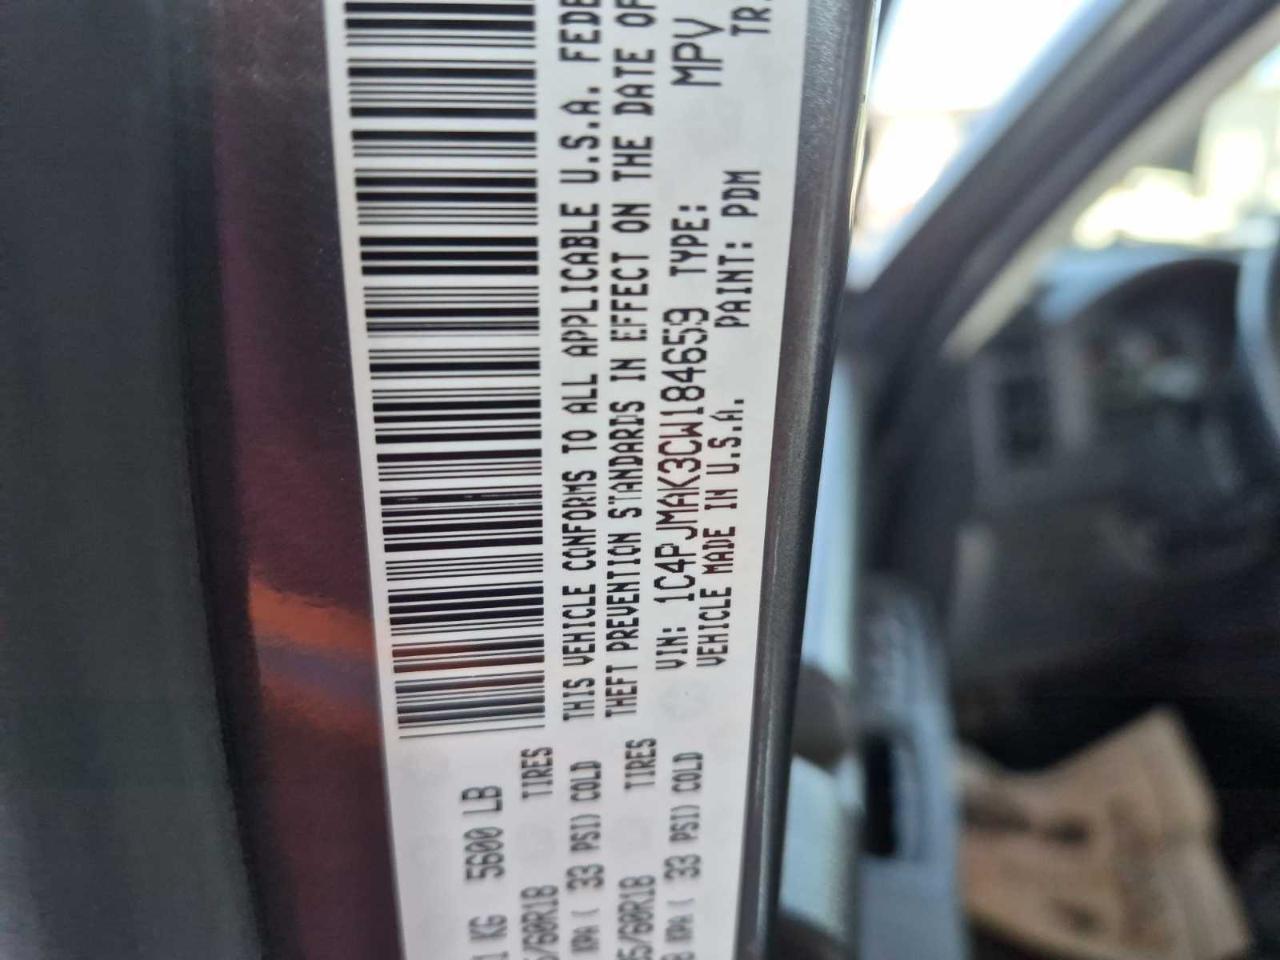 5600 LB
TIRES
33 PSI) COLD
TIRES
33 PSI) COLD
THIS VEHICLE CONFORMS TO ALL APPLICABLE U.S.A. FEDE
THEFT PREVENTION STANDARDS IN EFFECT ON THE DATE OF
VIN: 1C4PJMAK3CW184659 TYPE: MPV
VEHICLE MADE IN U.S.A. PAINT: PDM TR